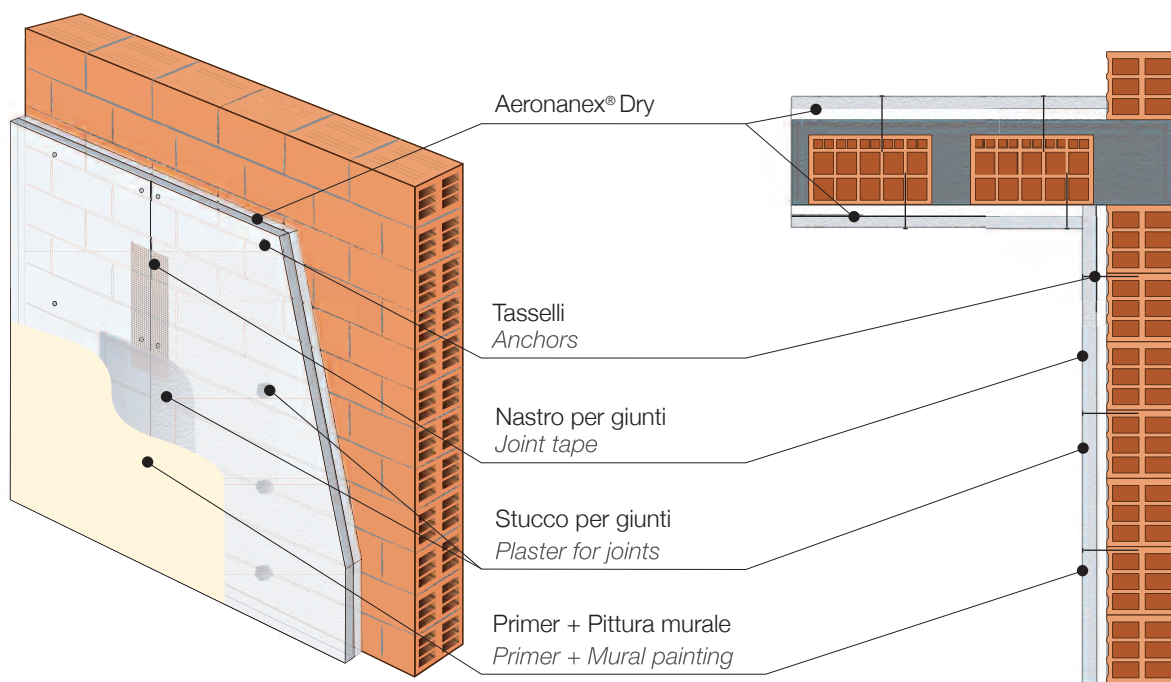 Aeronanex® Dry
Tasselli
Anchors
Nastro per giunti
Joint tape
Stucco per giunti
Plaster for joints
Primer + Pittura murale
Primer + Mural painting